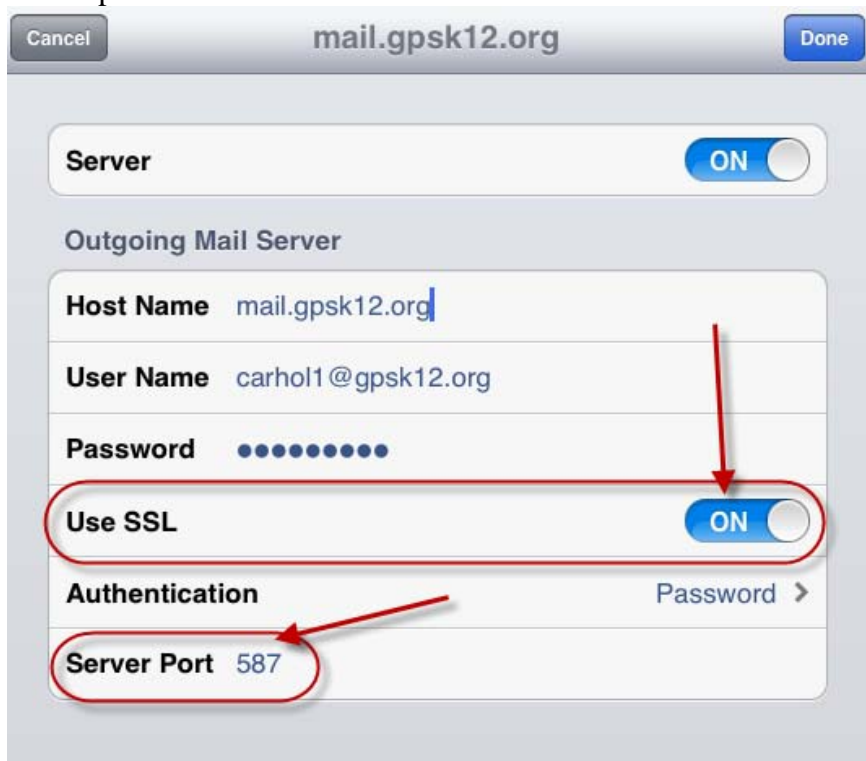 Cancel mail.gpsk12.org Done
Server ON
Outgoing Mail Server
Host Name mail.gpsk12.org
User Name carhol1@gpsk12.org
Password ●●●●●●●●●
Use SSL ON
Authentication Password >
Server Port 587